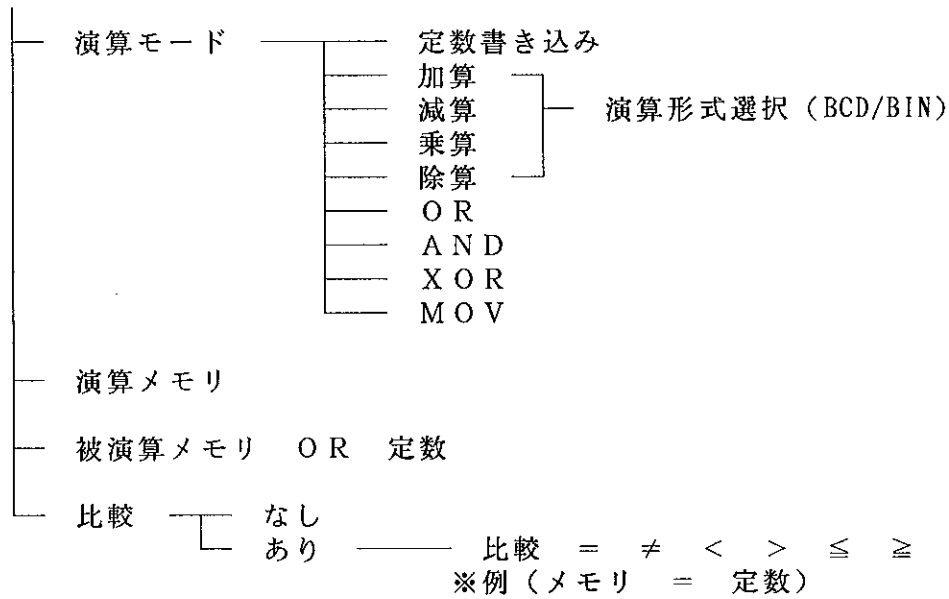 演算モード 定数書き込み
加算
減算 演算形式選択（BCD/BIN）
乗算
除算
ＯＲ
ＡＮＤ
ＸＯＲ
ＭＯＶ
演算メモリ
被演算メモリ ＯＲ 定数
比較 なし
あり 比較 ＝ ≠ ＜ ＞ ≦ ≧
※例（メモリ ＝ 定数）